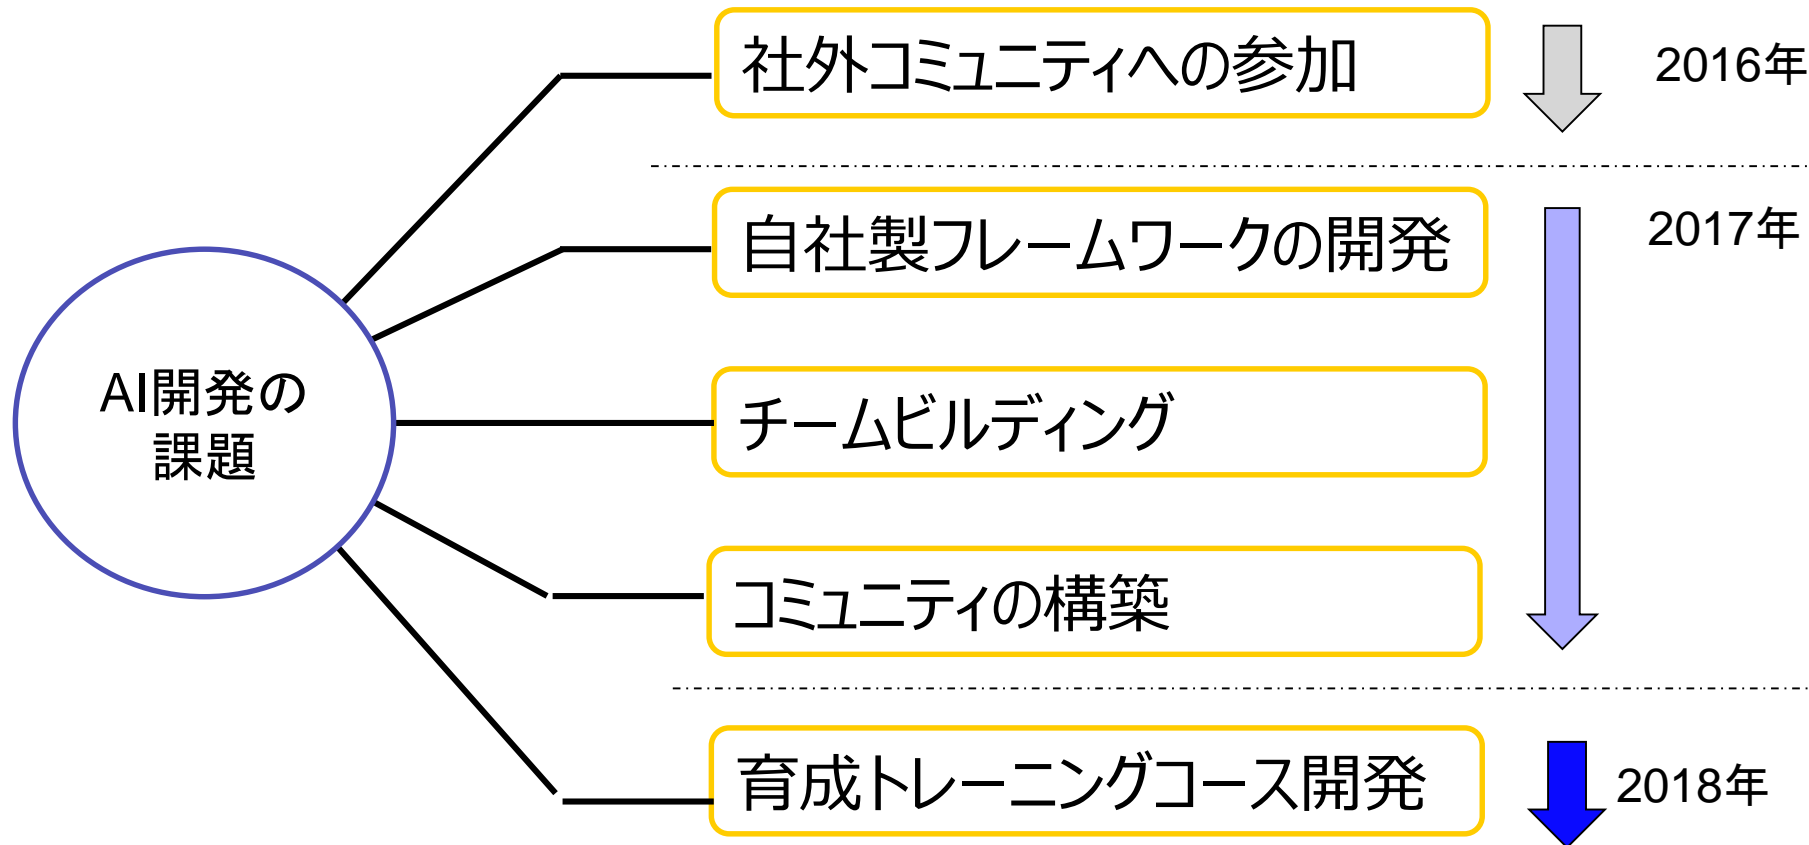 社外コミュニティへの参加
2016年
自社製フレームワークの開発
2017年
AI開発の
課題
チームビルディング
コミュニティの構築
育成トレーニングコース開発
2018年